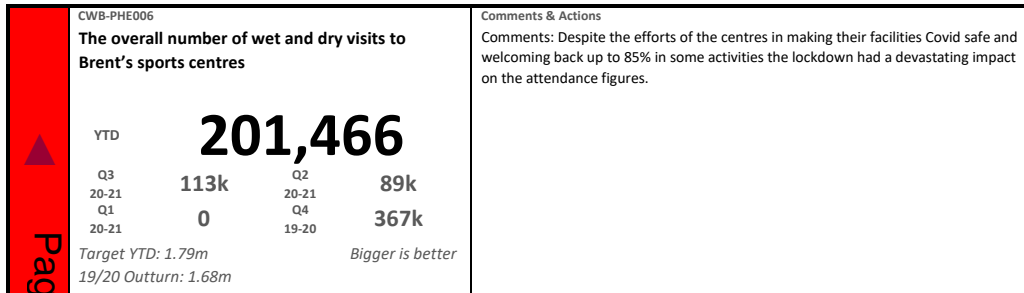 CWB-PHE006
The overall number of wet and dry visits to
Brent’s sports centres
YTD 201,466
Q3 20-21 113k Q2 20-21 89k
Q1 20-21 0 Q4 19-20 367k
Target YTD: 1.79m Bigger is better
19/20 Outturn: 1.68m
Comments & Actions
Comments: Despite the efforts of the centres in making their facilities Covid safe and
welcoming back up to 85% in some activities the lockdown had a devastating impact
on the attendance figures.
Pag